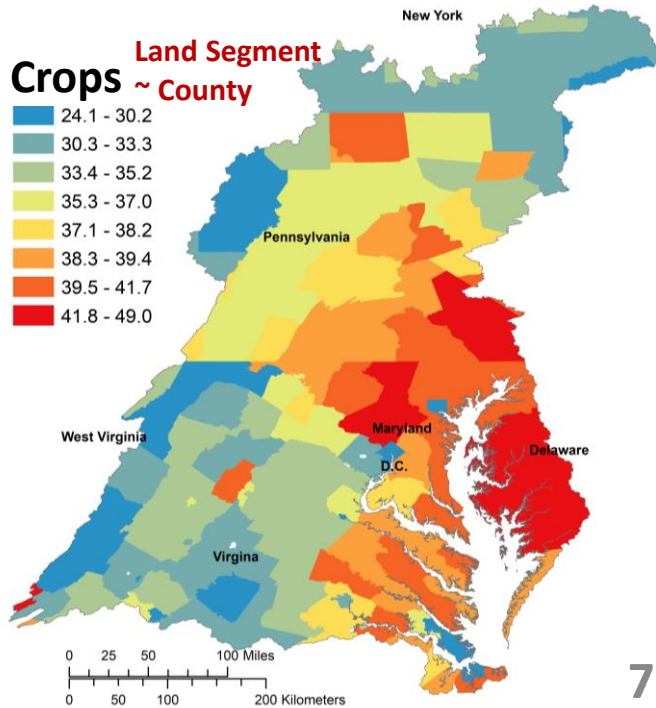 New York
Land Segment
Crops ~ County
24.1 - 30.2
30.3 - 33.3
33.4 - 35.2
35.3 - 37.0
37.1 - 38.2
38.3 - 39.4
39.5 - 41.7
41.8 - 49.0
Pennsylvania
Maryland
West Virginia
Delaware
D.C.
Virgina
0 25 50 100 Miles
0 50 100 200 Kilometers
7